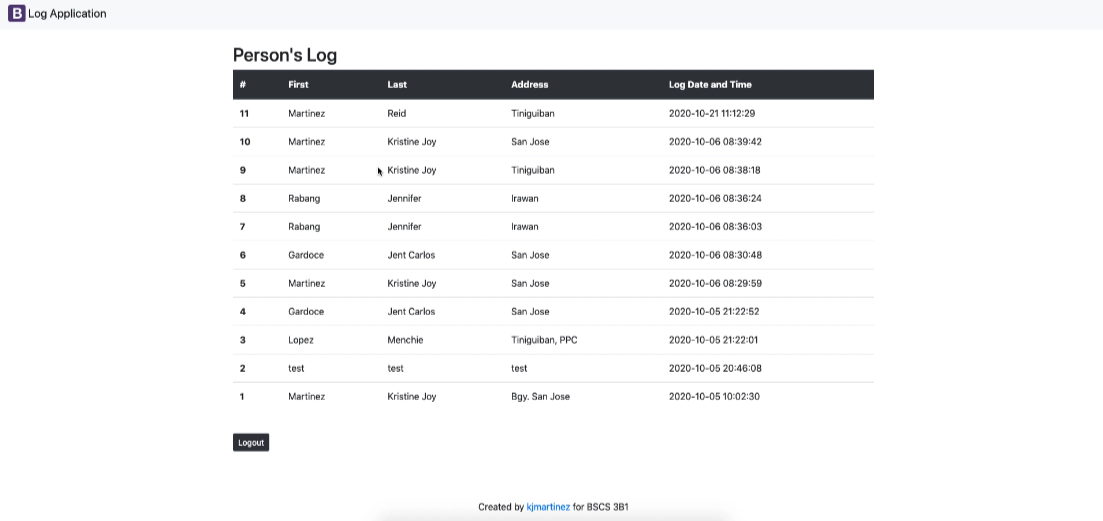 B Log Application
Person's Log
# First Last Address Log Date and Time
11 Martinez Reid Tiniguiban 2020-10-21 11:12:29
10 Martinez Kristine Joy San Jose 2020-10-06 08:39:42
9 Martinez Kristine Joy Tiniguiban 2020-10-06 08:38:18
8 Rabang Jennifer Irawan 2020-10-06 08:36:24
7 Rabang Jennifer Irawan 2020-10-06 08:36:03
6 Gardoce Jent Carlos San Jose 2020-10-06 08:30:48
5 Martinez Kristine Joy San Jose 2020-10-06 08:29:59
4 Gardoce Jent Carlos San Jose 2020-10-05 21:22:52
3 Lopez Menchie Tiniguiban, PPC 2020-10-05 21:22:01
2 test test test 2020-10-05 20:46:08
1 Martinez Kristine Joy Bgy. San Jose 2020-10-05 10:02:30
Logout
Created by kjmartinez for BSCS 3B1